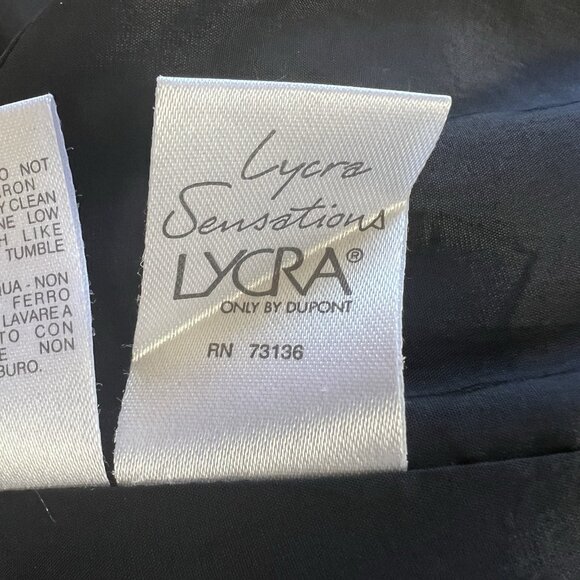 O NOT
IRON
Y CLEAN
NE LOW
H LIKE
TUMBLE
UA-NON
FERRO
LAVARE A
TO CON
E NON
BURO.
Lycra
Sensations
LYCRA®
ONLY BY DUPONT
RN 73136